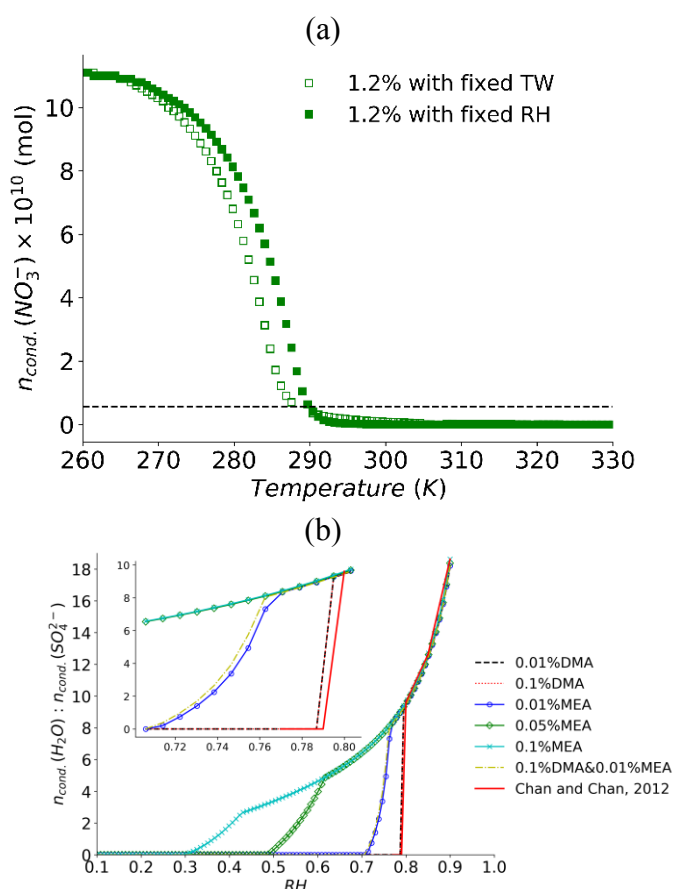 (a)
1.2% with fixed TW
1.2% with fixed RH
n_cond.(NO₃⁻) × 10¹⁰ (mol)
10
8
6
4
2
0
260 270 280 290 300 310 320 330
Temperature (K)
(b)
n_cond.(H₂O) : n_cond.(SO₄²⁻)
18
16
14
12
10
8
6
4
2
0
10
8
6
4
2
0
0.72 0.74 0.76 0.78 0.80
0.01%DMA
0.1%DMA
0.01%MEA
0.05%MEA
0.1%MEA
0.1%DMA&0.01%MEA
Chan and Chan, 2012
0.1 0.2 0.3 0.4 0.5 0.6 0.7 0.8 0.9 1.0
RH